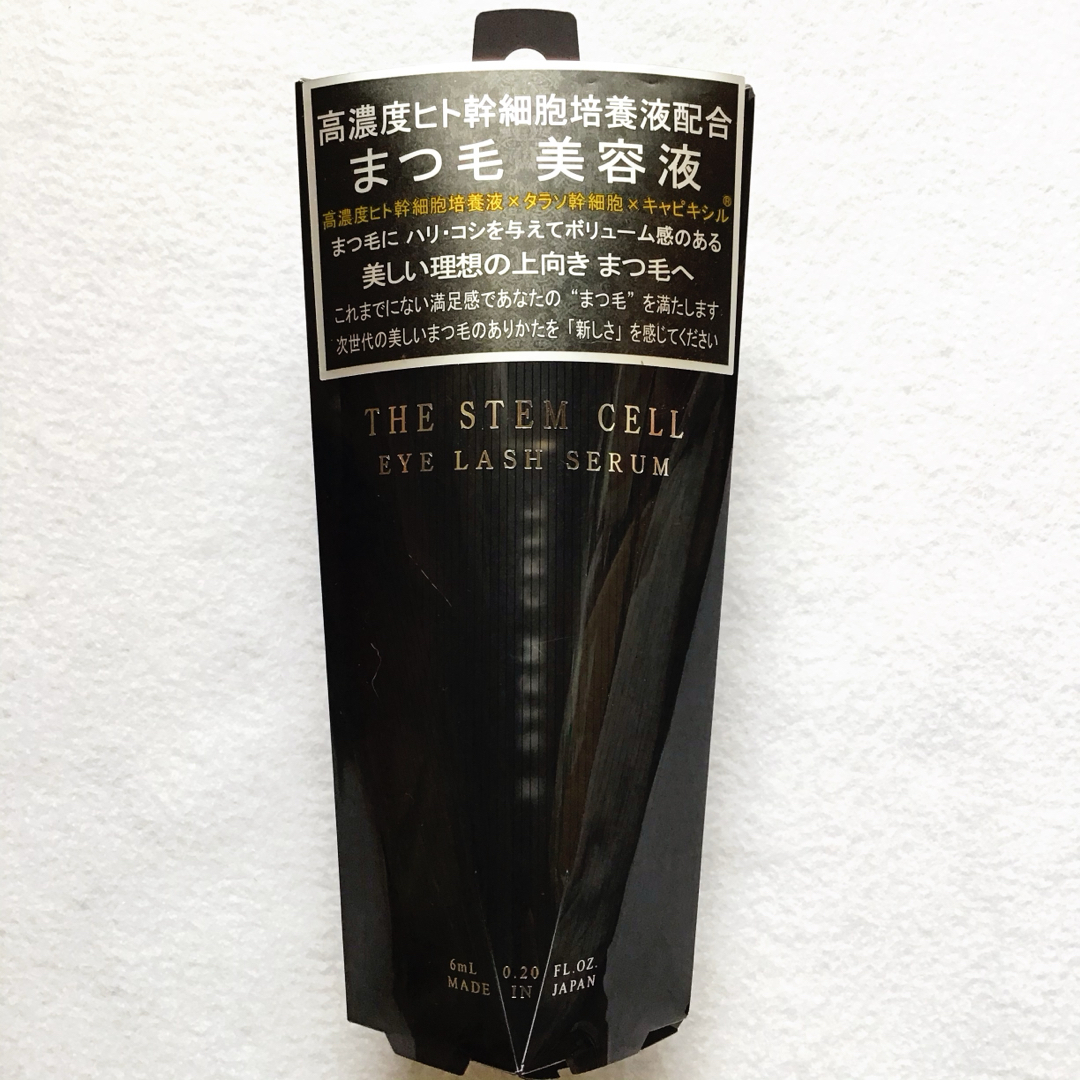 高濃度ヒト幹細胞培養液配合
まつ毛 美容液
高濃度ヒト幹細胞培養液×タラソ幹細胞×キャピキシル®
まつ毛に ハリ・コシを与えてボリューム感のある
美しい理想の上向き まつ毛へ
これまでにない満足感であなたの “まつ毛” を満たします
次世代の美しいまつ毛のありかたを 「新しさ」 を感じてください
THE STEM CELL
EYE LASH SERUM
6mL 0.20 FL.OZ.
MADE IN JAPAN